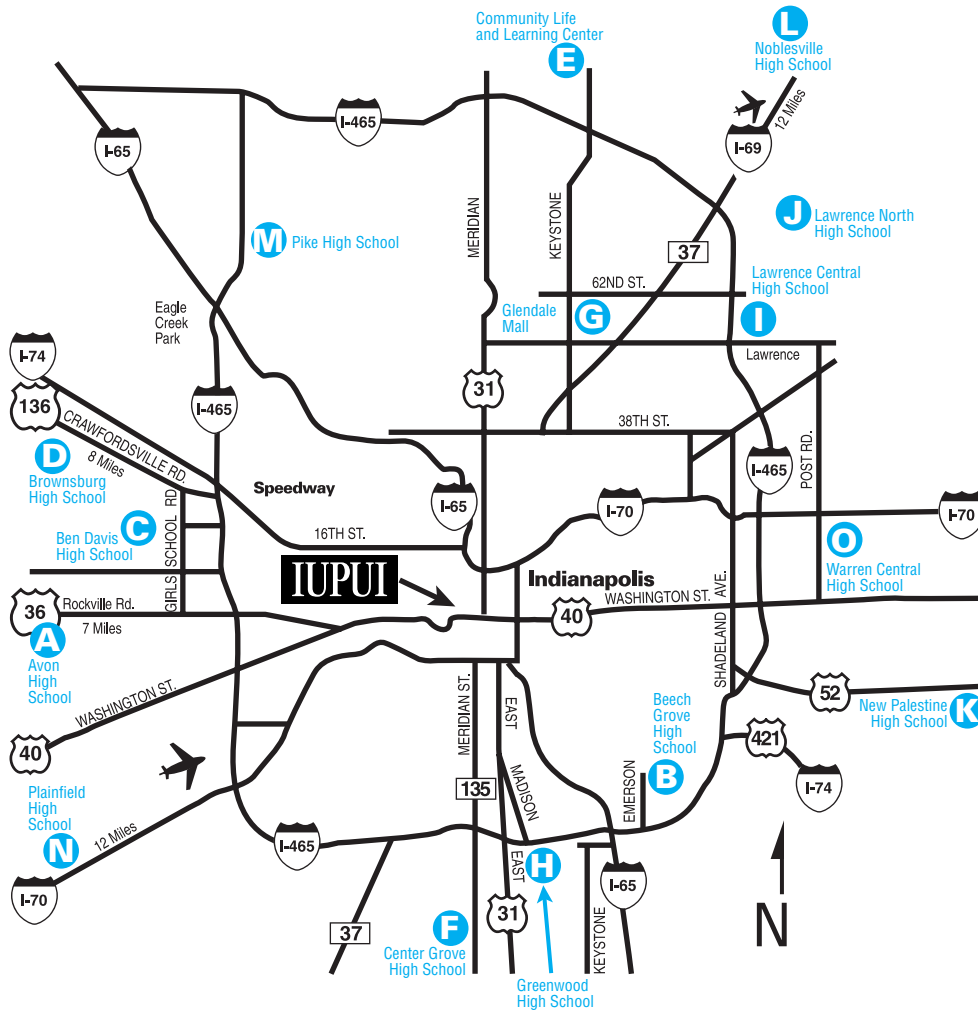 Community Life
and Learning Center
E
L
Noblesville
High School
12 Miles
I-465
I-65
I-69
M
Pike High School
MERIDIAN
KEYSTONE
J
Lawrence North
High School
37
62ND ST.
Lawrence Central
High School
Eagle
Creek
Park
Glendale
Mall
G
I
Lawrence
I-74
136
CRAWFORDSVILLE RD.
8 Miles
I-465
31
38TH ST.
D
Brownsburg
High School
Speedway
I-65
I-70
I-465
POST RD.
I-70
C
Ben Davis
High School
GIRLS SCHOOL RD
16TH ST.
O
Warren Central
High School
IUPUI
Indianapolis
36
Rockville Rd.
7 Miles
40
WASHINGTON ST.
SHADELAND AVE.
A
Avon
High
School
WASHINGTON ST.
40
MERIDIAN ST.
EAST
Beech
Grove
High
School
B
52
New Palestine
High School
K
421
I-74
Plainfield
High
School
N
12 Miles
I-70
135
MADISON
EMERSON
I-465
EAST
H
I-65
37
F
Center Grove
High School
31
KEYSTONE
Greenwood
High School
N